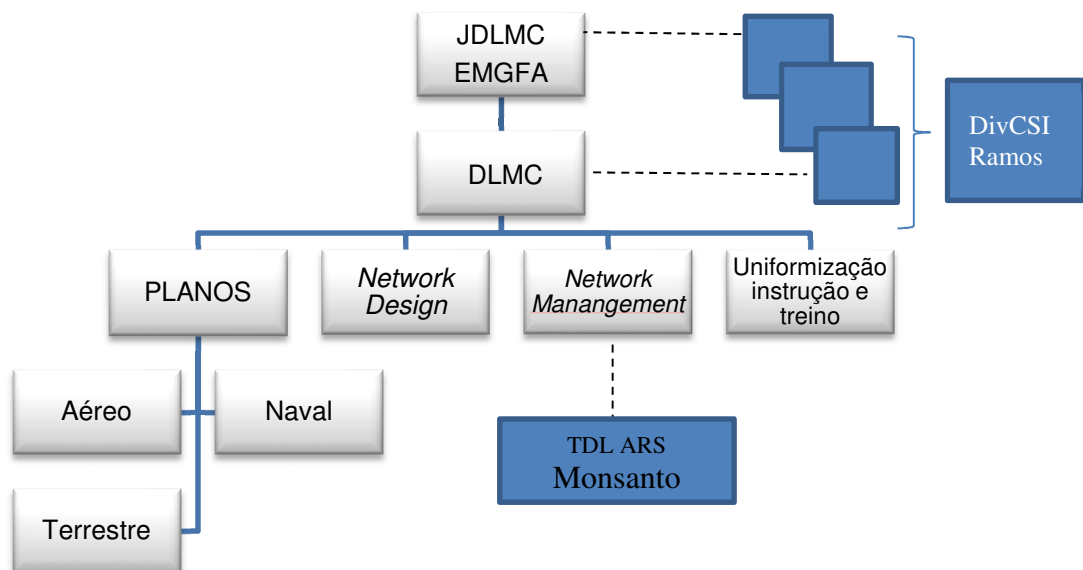 JDLMC
EMGFA
DivCSI
Ramos
DLMC
PLANOS
Network
Design
Network
Manangement
Uniformização
instrução e
treino
Aéreo
Naval
TDL ARS
Monsanto
Terrestre